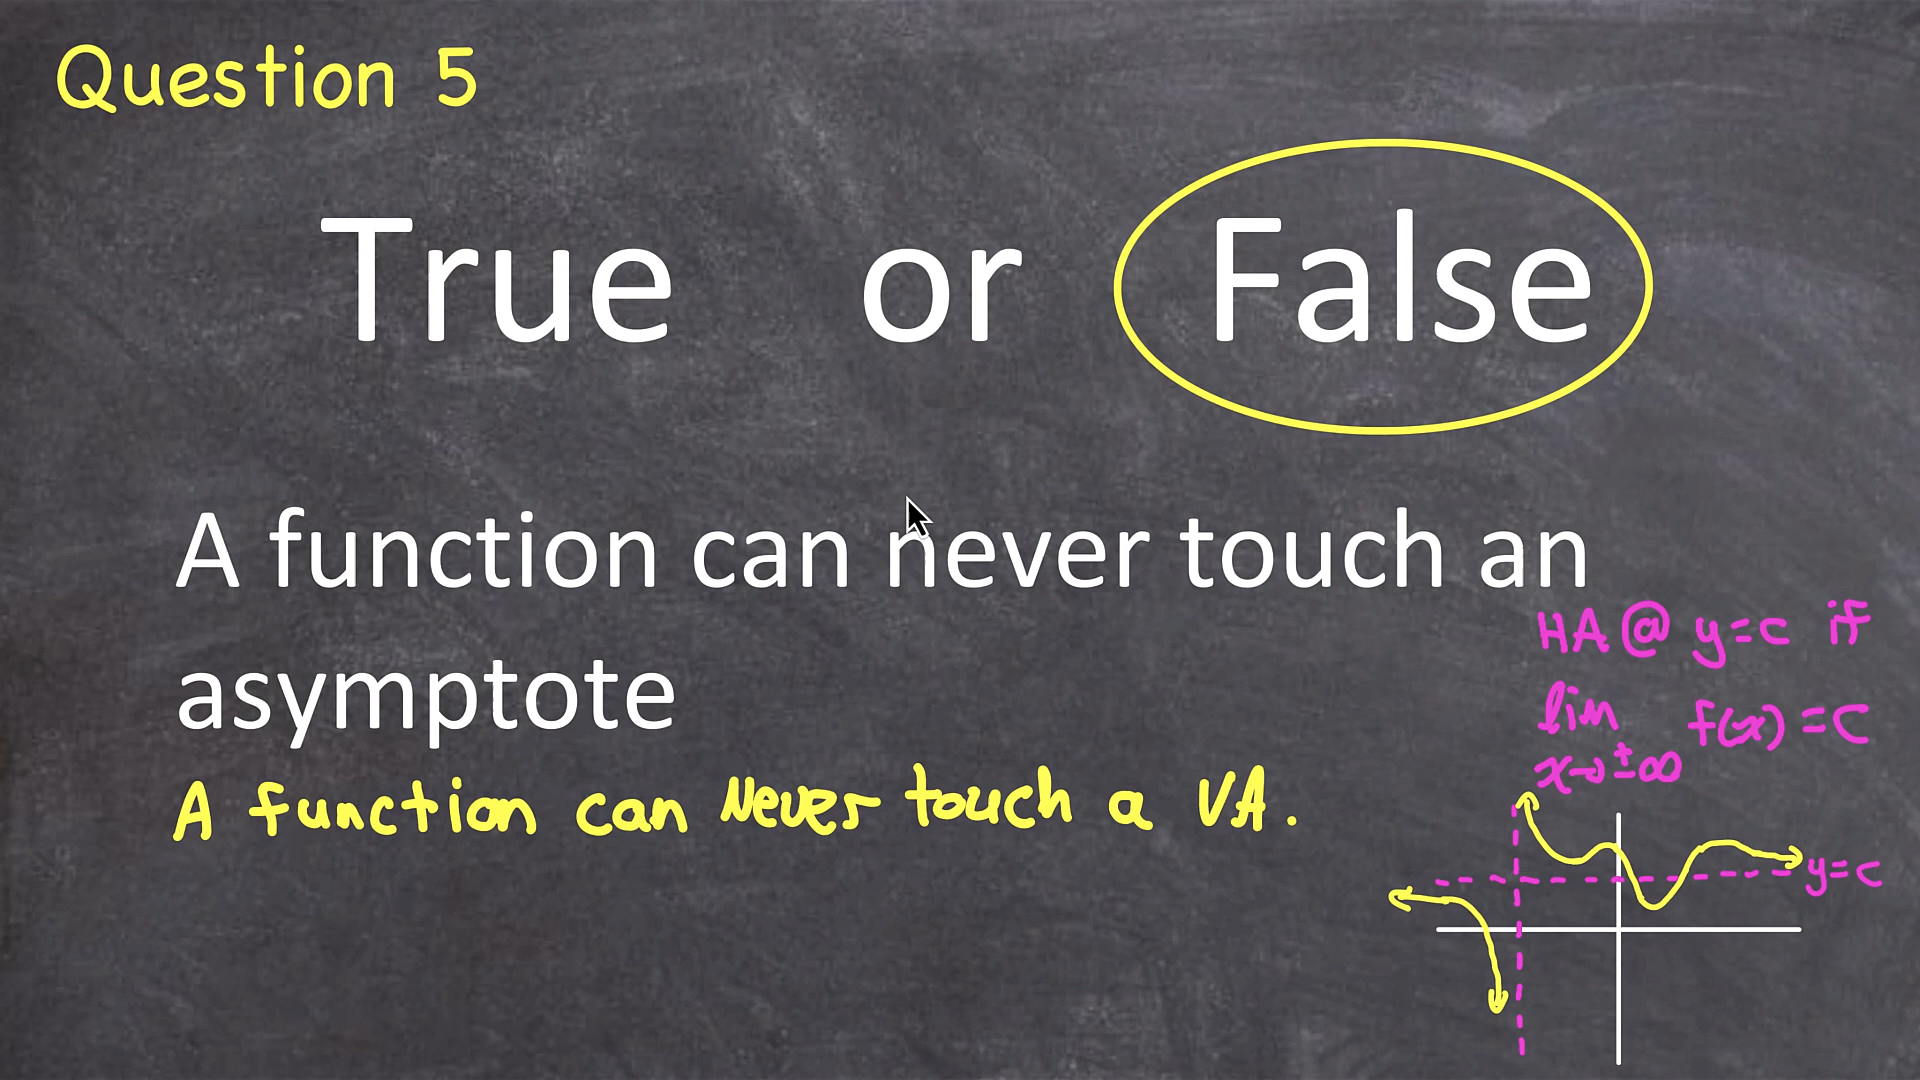 Question 5
True or False
A function can never touch an
asymptote
HA @ y=c if
lim f(x) = C
x→±∞
A function can Never touch a VA.
y=c